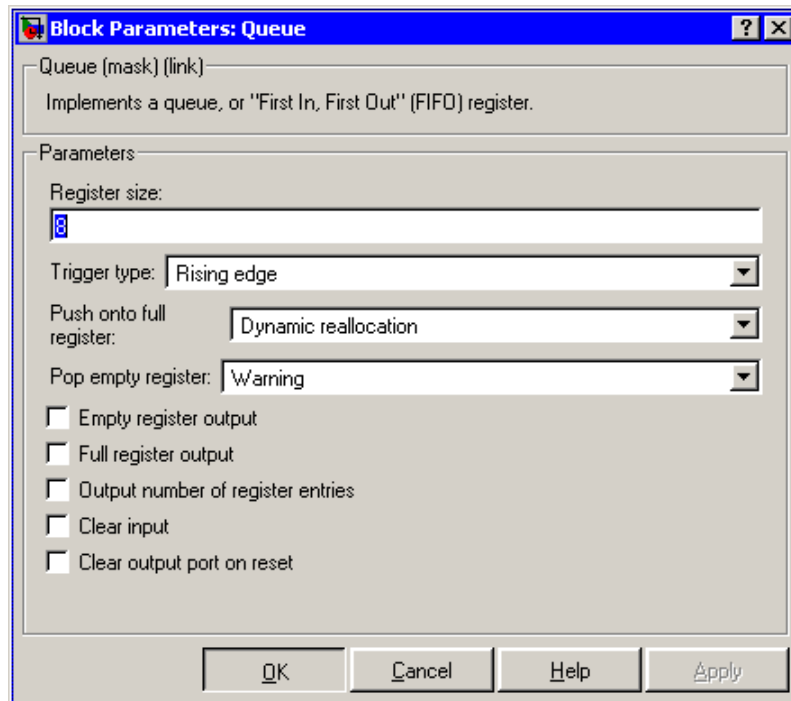 Block Parameters: Queue
Queue (mask) (link)
Implements a queue, or "First In, First Out" (FIFO) register.
Parameters
Register size:
8
Trigger type: Rising edge
Push onto full
register: Dynamic reallocation
Pop empty register: Warning
Empty register output
Full register output
Output number of register entries
Clear input
Clear output port on reset
OK Cancel Help Apply